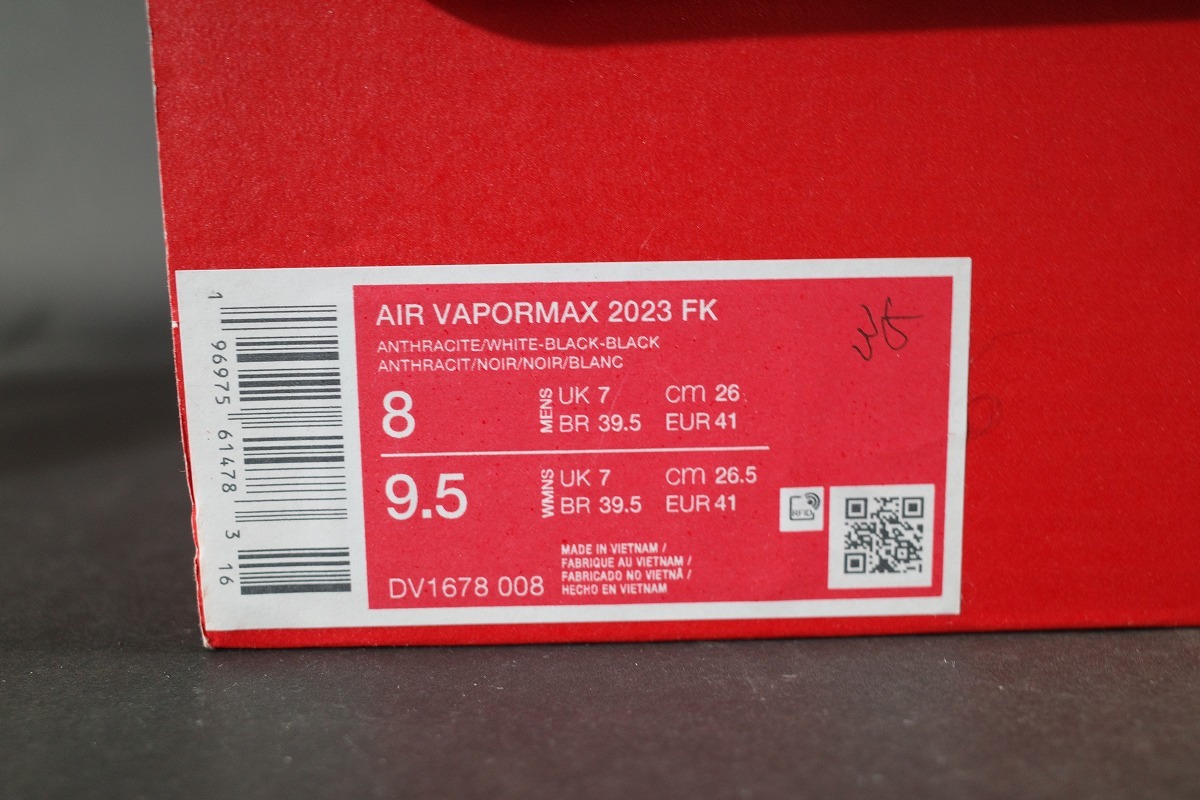 AIR VAPORMAX 2023 FK
ANTHRACITE/WHITE-BLACK-BLACK
ANTHRACIT/NOIR/NOIR/BLANC
8 MENS UK 7 cm 26
BR 39.5 EUR 41
9.5 WMNS UK 7 cm 26.5
BR 39.5 EUR 41
RFID
MADE IN VIETNAM /
FABRIQUE AU VIETNAM /
FABRICADO NO VIETNÃ /
HECHO EN VIETNAM
DV1678 008
1 96975 61478 3 16